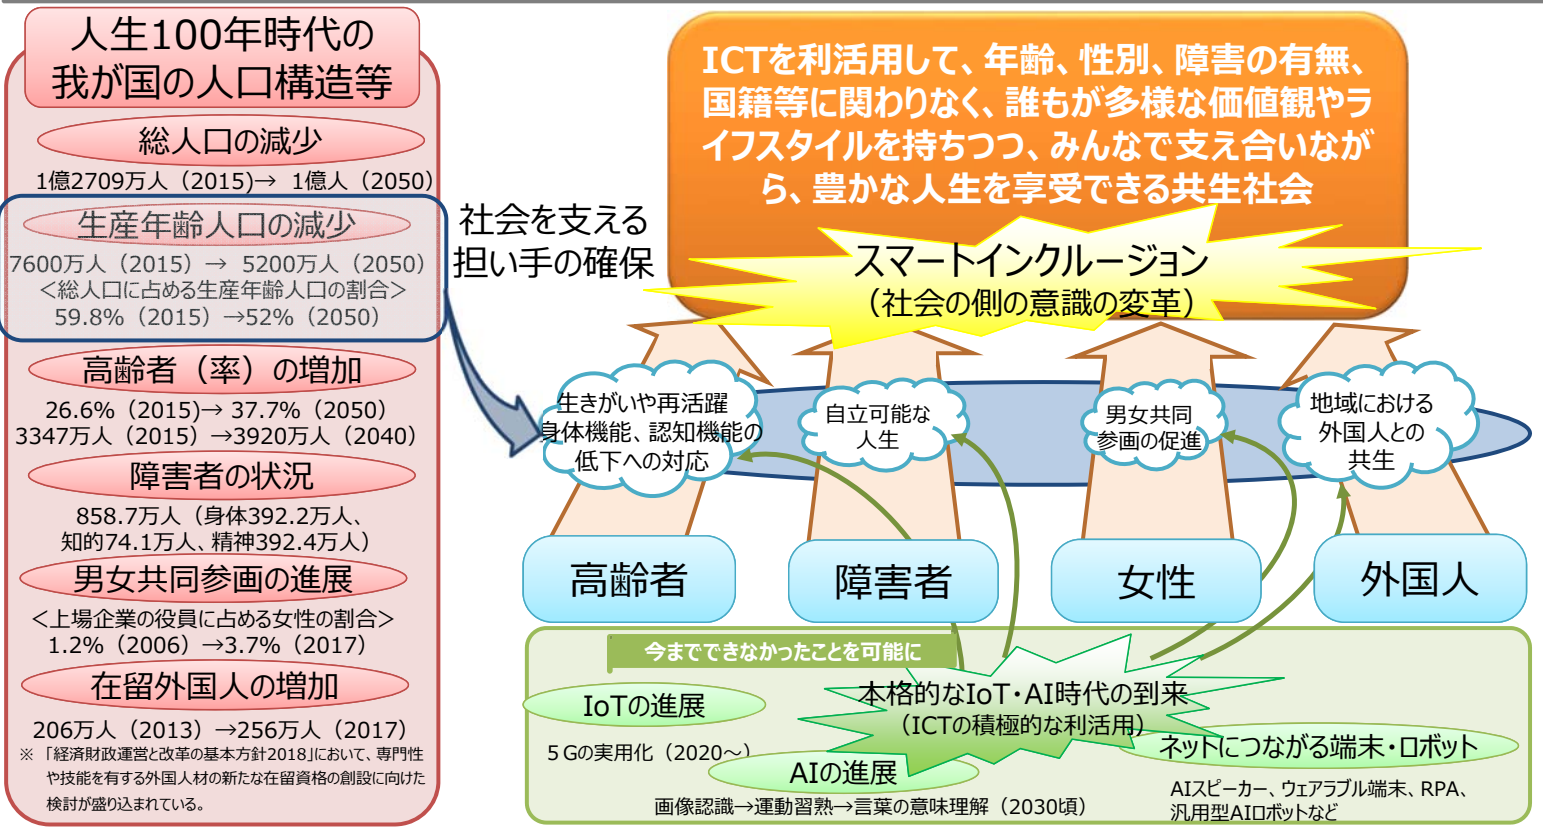 人生100年時代の
我が国の人口構造等
総人口の減少
1億2709万人（2015)→ 1億人（2050）
生産年齢人口の減少
7600万人（2015）→ 5200万人（2050）
＜総人口に占める生産年齢人口の割合＞
59.8%（2015）→52%（2050）
高齢者（率）の増加
26.6%（2015)→ 37.7%（2050）
3347万人（2015）→3920万人（2040）
障害者の状況
858.7万人（身体392.2万人、
知的74.1万人、精神392.4万人）
男女共同参画の進展
＜上場企業の役員に占める女性の割合＞
1.2%（2006）→3.7%（2017）
在留外国人の増加
206万人（2013）→256万人（2017）
※ 「経済財政運営と改革の基本方針2018」において、専門性
や技能を有する外国人材の新たな在留資格の創設に向けた
検討が盛り込まれている。
社会を支える
担い手の確保
ICTを利活用して、年齢、性別、障害の有無、
国籍等に関わりなく、誰もが多様な価値観やラ
イフスタイルを持ちつつ、みんなで支え合いなが
ら、豊かな人生を享受できる共生社会
スマートインクルージョン
（社会の側の意識の変革）
生きがいや再活躍
身体機能、認知機能の
低下への対応
自立可能な
人生
男女共同
参画の促進
地域における
外国人との
共生
高齢者
障害者
女性
外国人
今までできなかったことを可能に
本格的なIoT・AI時代の到来
（ICTの積極的な利活用）
IoTの進展
５Gの実用化（2020～）
AIの進展
画像認識→運動習熟→言葉の意味理解（2030頃）
ネットにつながる端末・ロボット
AIスピーカー、ウェアラブル端末、RPA、
汎用型AIロボットなど